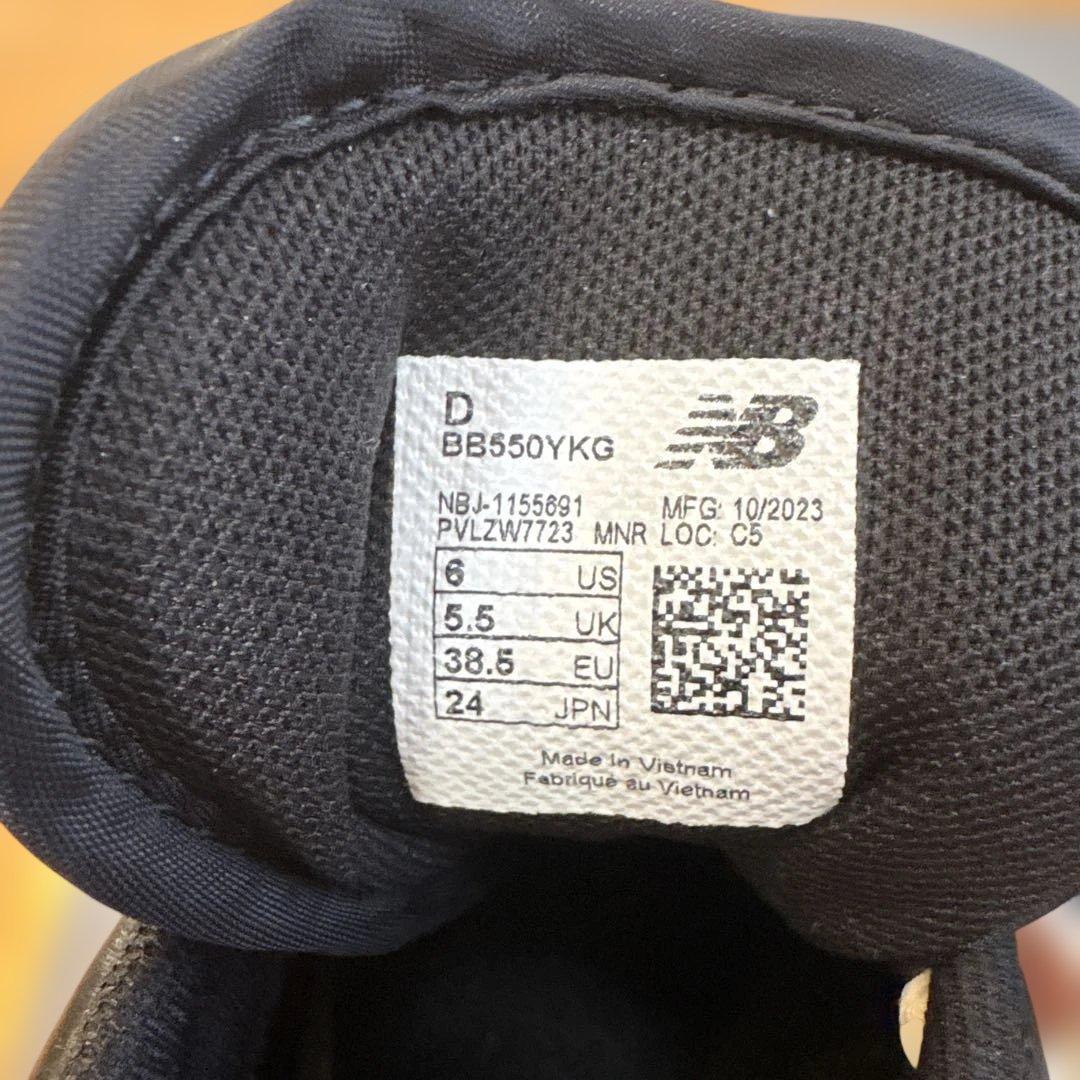 D
NB
BB550YKG
NBJ-1155691 MFG: 10/2023
PVLZW7723 MNR LOC: C5
6 US
5.5 UK
38.5 EU
24 JPN
Made in Vietnam
Fabriqué au Vietnam